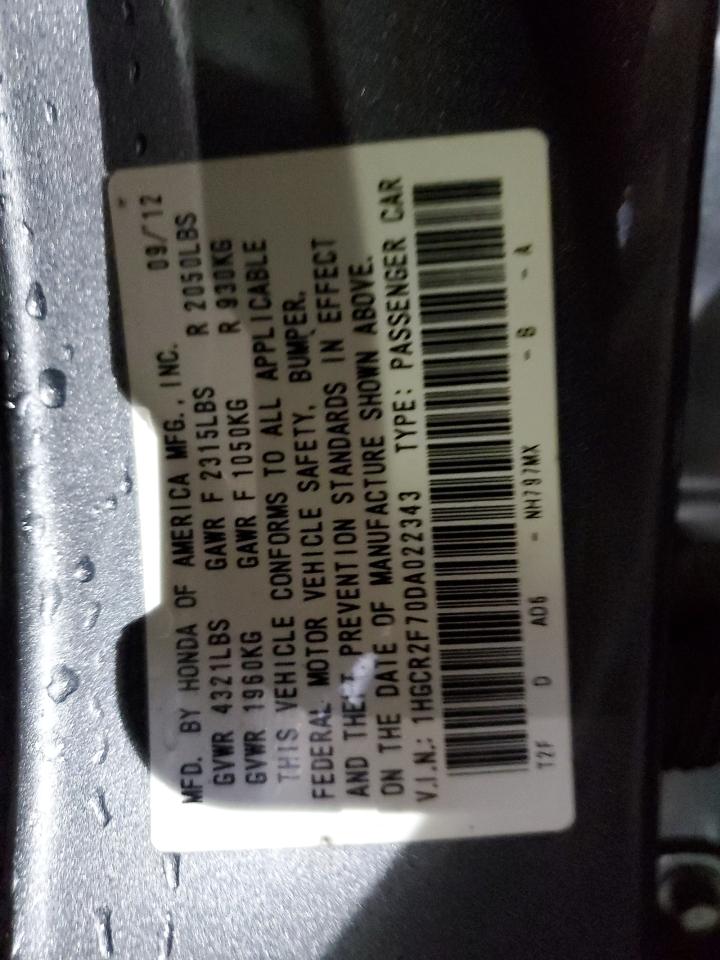 MFD. BY HONDA OF AMERICA MFG., INC. 09/12
GVWR 4321LBS GAWR F 2315LBS R 2050LBS
GVWR 1960KG GAWR F 1050KG R 930KG
THIS VEHICLE CONFORMS TO ALL APPLICABLE
FEDERAL MOTOR VEHICLE SAFETY, BUMPER,
AND THEFT PREVENTION STANDARDS IN EFFECT
ON THE DATE OF MANUFACTURE SHOWN ABOVE.
V.I.N.: 1HGCR2F70DA022343 TYPE: PASSENGER CAR
T2F D AD6 - NH797MX - B - A